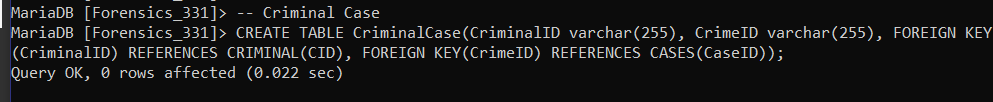 MariaDB [Forensics_331]> -- Criminal Case
MariaDB [Forensics_331]> CREATE TABLE CriminalCase(CriminalID varchar(255), CrimeID varchar(255), FOREIGN KEY
(CriminalID) REFERENCES CRIMINAL(CID), FOREIGN KEY(CrimeID) REFERENCES CASES(CaseID));
Query OK, 0 rows affected (0.022 sec)